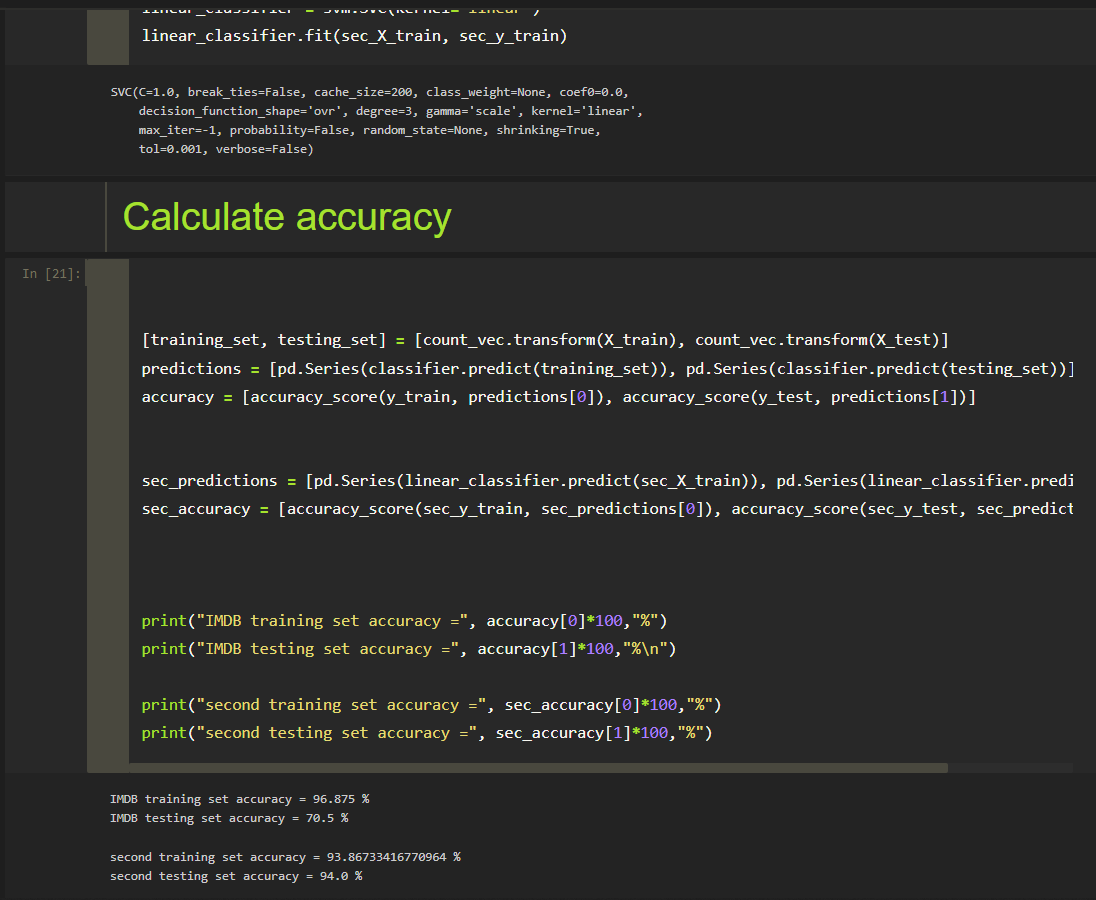 linear_classifier = svm.SVC(kernel='linear')
linear_classifier.fit(sec_X_train, sec_y_train)
SVC(C=1.0, break_ties=False, cache_size=200, class_weight=None, coef0=0.0,
decision_function_shape='ovr', degree=3, gamma='scale', kernel='linear',
max_iter=-1, probability=False, random_state=None, shrinking=True,
tol=0.001, verbose=False)
Calculate accuracy
In [21]:
[training_set, testing_set] = [count_vec.transform(X_train), count_vec.transform(X_test)]
predictions = [pd.Series(classifier.predict(training_set)), pd.Series(classifier.predict(testing_set))]
accuracy = [accuracy_score(y_train, predictions[0]), accuracy_score(y_test, predictions[1])]
sec_predictions = [pd.Series(linear_classifier.predict(sec_X_train)), pd.Series(linear_classifier.predi
sec_accuracy = [accuracy_score(sec_y_train, sec_predictions[0]), accuracy_score(sec_y_test, sec_predict
print("IMDB training set accuracy =", accuracy[0]*100,"%")
print("IMDB testing set accuracy =", accuracy[1]*100,"%\n")
print("second training set accuracy =", sec_accuracy[0]*100,"%")
print("second testing set accuracy =", sec_accuracy[1]*100,"%")
IMDB training set accuracy = 96.875 %
IMDB testing set accuracy = 70.5 %
second training set accuracy = 93.86733416770964 %
second testing set accuracy = 94.0 %